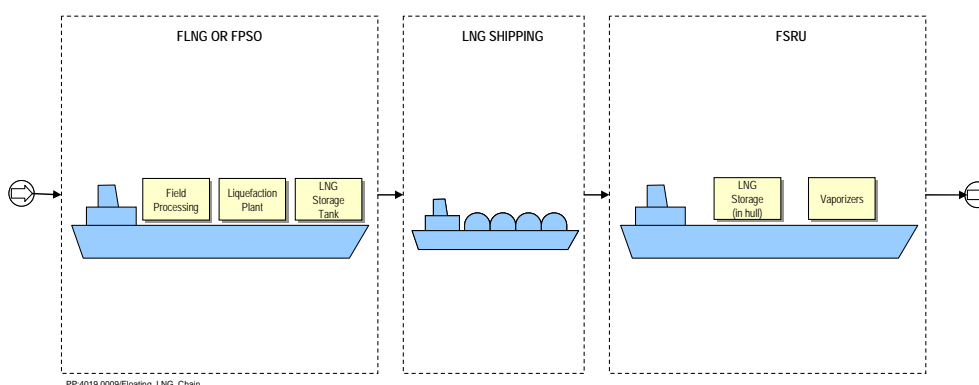 FLNG OR FPSO
LNG SHIPPING
FSRU
Field
Processing
Liquefaction
Plant
LNG
Storage
Tank
LNG
Storage
(in hull)
Vaporizers
PP:4019.0009/Floating_LNG_Chain